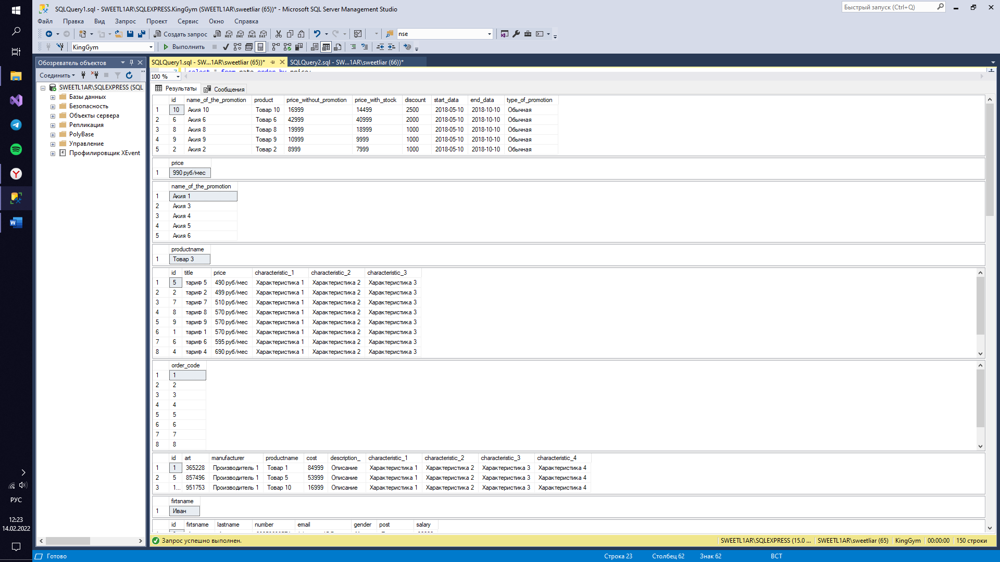 SQLQuery1.sql - SWEETL1AR\SQLEXPRESS.KingGym (SWEETL1AR\sweetliar (65))* - Microsoft SQL Server Management Studio
Быстрый запуск (Ctrl+Q)
Файл Правка Вид Запрос Проект Сервис Окно Справка
Создать запрос MDX DMX XMLA DAX nse
KingGym Выполнить
Обозреватель объектов
SQLQuery1.sql - SW...1AR\sweetliar (65))* SQLQuery2.sql - SW...1AR\sweetliar (66))*
7 select * from rate order by price;
Соединить
100 %
SWEETL1AR\SQLEXPRESS (SQL
Базы данных
Безопасность
Объекты сервера
Репликация
PolyBase
Управление
Профилировщик XEvent
Результаты Сообщения
id name_of_the_promotion product price_without_promotion price_with_stock discount start_data end_data type_of_promotion
1 10 Акия 10 Товар 10 16999 14499 2500 2018-05-10 2018-10-10 Обычная
2 6 Акия 6 Товар 6 42999 40999 2000 2018-05-10 2018-10-10 Обычная
3 8 Акия 8 Товар 8 19999 18999 1000 2018-05-10 2018-10-10 Обычная
4 9 Акия 9 Товар 9 10999 9999 1000 2018-05-10 2018-10-10 Обычная
5 2 Акия 2 Товар 2 8999 7999 1000 2018-05-10 2018-10-10 Обычная
price
1 990 руб/мес
name_of_the_promotion
1 Акия 1
2 Акия 3
3 Акия 4
4 Акия 5
5 Акия 6
productname
1 Товар 3
id title price characteristic_1 characteristic_2 characteristic_3
1 5 тариф 5 490 руб/мес Характеристика 1 Характеристика 2 Характеристика 3
2 2 тариф 2 499 руб/мес Характеристика 1 Характеристика 2 Характеристика 3
3 7 тариф 7 510 руб/мес Характеристика 1 Характеристика 2 Характеристика 3
4 8 тариф 8 570 руб/мес Характеристика 1 Характеристика 2 Характеристика 3
5 9 тариф 9 570 руб/мес Характеристика 1 Характеристика 2 Характеристика 3
6 1 тариф 1 570 руб/мес Характеристика 1 Характеристика 2 Характеристика 3
7 6 тариф 6 595 руб/мес Характеристика 1 Характеристика 2 Характеристика 3
8 4 тариф 4 690 руб/мес Характеристика 1 Характеристика 2 Характеристика 3
order_code
1 1
2 2
3 3
4 4
5 5
6 6
7 7
8 8
id art manufacturer productname cost description_ characteristic_1 characteristic_2 characteristic_3 characteristic_4
1 1 365228 Производитель 1 Товар 1 84999 Описание Характеристика 1 Характеристика 2 Характеристика 3 Характеристика 4
2 5 857496 Производитель 1 Товар 5 53999 Описание Характеристика 1 Характеристика 2 Характеристика 3 Характеристика 4
3 1... 951753 Производитель 1 Товар 10 16999 Описание Характеристика 1 Характеристика 2 Характеристика 3 Характеристика 4
firtsname
1 Иван
id firtsname lastname number email gender post salary
Запрос успешно выполнен. SWEETL1AR\SQLEXPRESS (15.0 ... SWEETL1AR\sweetliar (65) KingGym 00:00:00 150 строки
Готово Строка 23 Столбец 62 Знак 62 ВСТ
РУС
12:23
14.02.2022